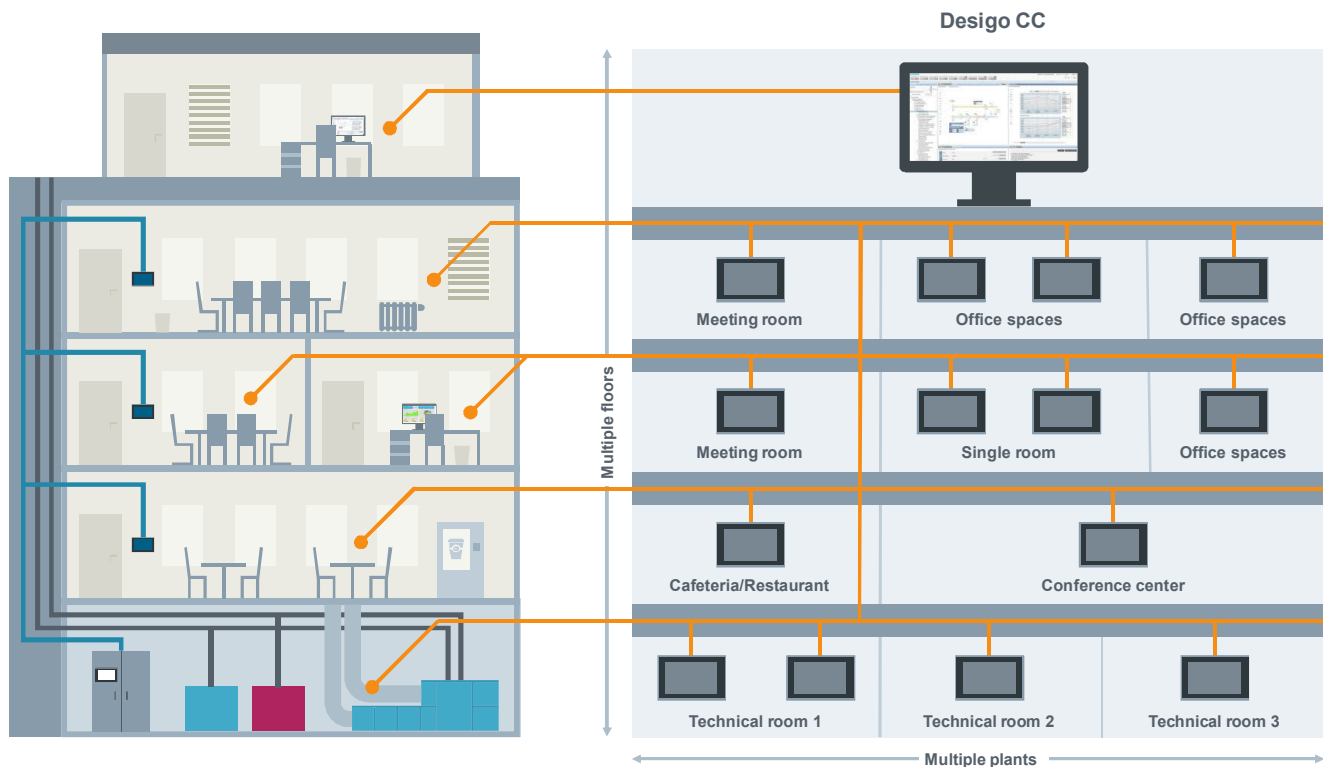 Desigo CC
Multiple floors
Meeting room
Office spaces
Office spaces
Meeting room
Single room
Office spaces
Cafeteria/Restaurant
Conference center
Technical room 1
Technical room 2
Technical room 3
Multiple plants